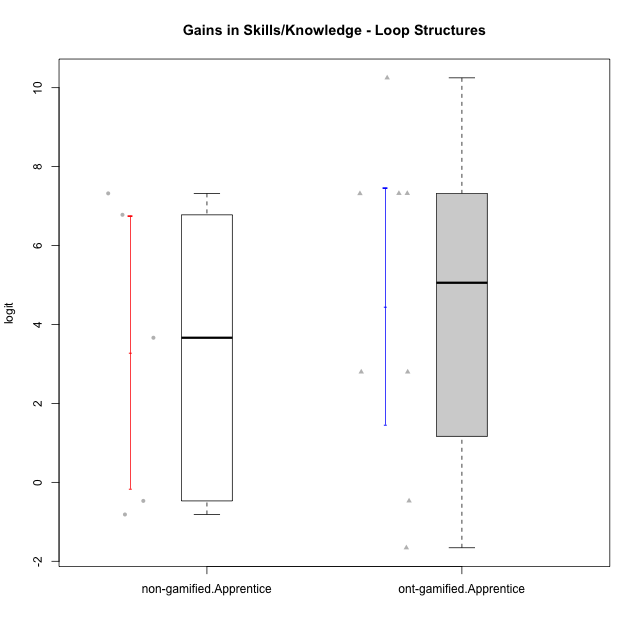 Gains in Skills/Knowledge - Loop Structures
logit
10
8
6
4
2
0
-2
non-gamified.Apprentice
ont-gamified.Apprentice